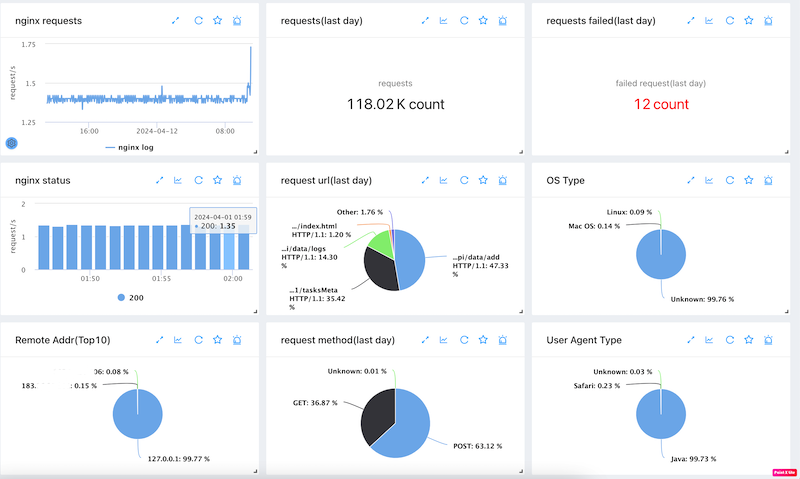 nginx requests
1.75
1.5
1.25
request/s
16:00
2024-04-12
08:00
nginx log
requests(last day)
requests
118.02 K count
requests failed(last day)
failed request(last day)
12 count
nginx status
2
1
0
request/s
2024-04-01 01:59
200: 1.35
01:50
01:55
02:00
200
request url(last day)
Other: 1.76 %
.../index.html
HTTP/1.1: 1.20 %
...i/data/logs
HTTP/1.1: 14.30
%
...1/tasksMeta
HTTP/1.1: 35.42
%
...pi/data/add
HTTP/1.1: 47.33
%
OS Type
Linux: 0.09 %
Mac OS: 0.14 %
Unknown: 99.76 %
Remote Addr(Top10)
06: 0.08 %
183. : 0.15 %
127.0.0.1: 99.77 %
request method(last day)
Unknown: 0.01 %
GET: 36.87 %
POST: 63.12 %
User Agent Type
Unknown: 0.03 %
Safari: 0.23 %
Java: 99.73 %